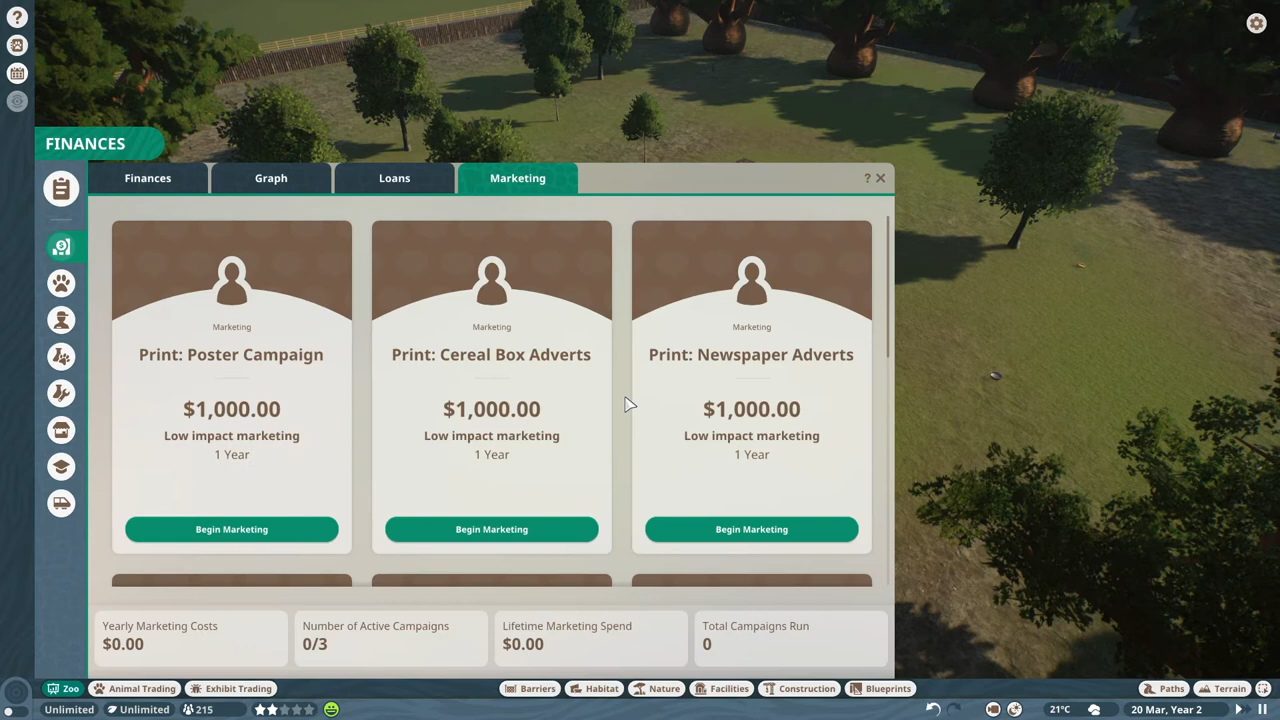 ?
FINANCES
Finances Graph Loans Marketing
? ×
Marketing
Print: Poster Campaign
$1,000.00
Low impact marketing
1 Year
Begin Marketing
Marketing
Print: Cereal Box Adverts
$1,000.00
Low impact marketing
1 Year
Begin Marketing
Marketing
Print: Newspaper Adverts
$1,000.00
Low impact marketing
1 Year
Begin Marketing
Yearly Marketing Costs
$0.00
Number of Active Campaigns
0/3
Lifetime Marketing Spend
$0.00
Total Campaigns Run
0
Zoo Animal Trading Exhibit Trading Barriers Habitat Nature Facilities Construction Blueprints Paths Terrain
Unlimited Unlimited 215 21°C 20 Mar, Year 2